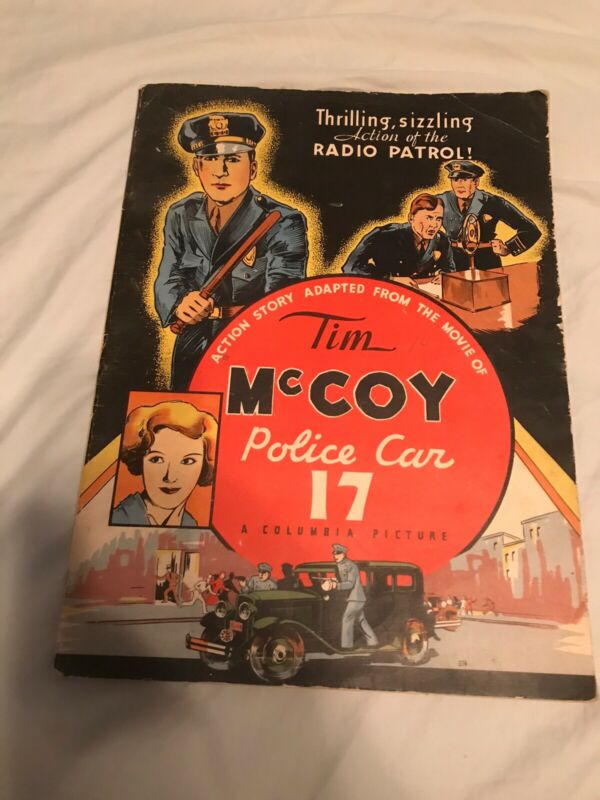 Thrilling, sizzling
Action of the
RADIO PATROL!
ACTION STORY ADAPTED FROM THE MOVIE OF
Tim
McCOY
Police Car
17
A COLUMBIA PICTURE